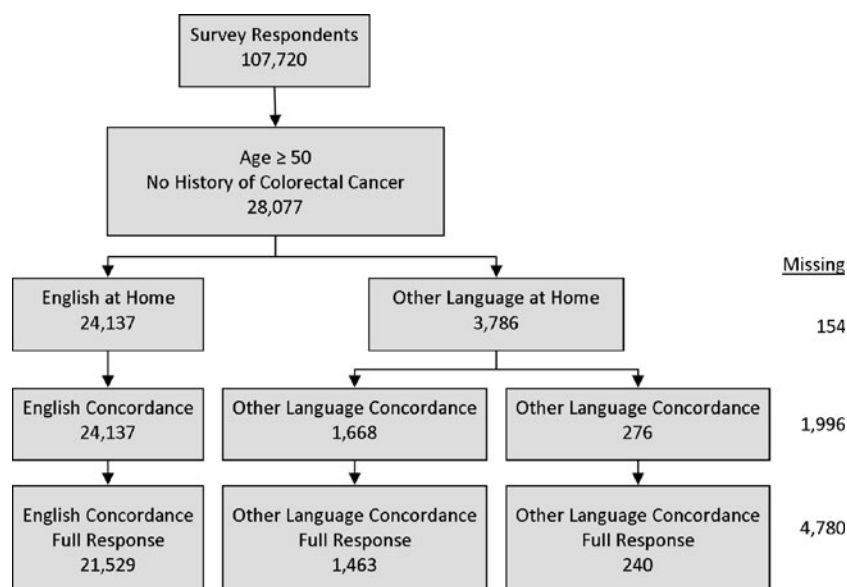 Survey Respondents
107,720
Age ≥ 50
No History of Colorectal Cancer
28,077
Missing
English at Home
24,137
Other Language at Home
3,786
154
English Concordance
24,137
Other Language Concordance
1,668
Other Language Concordance
276
1,996
English Concordance
Full Response
21,529
Other Language Concordance
Full Response
1,463
Other Language Concordance
Full Response
240
4,780